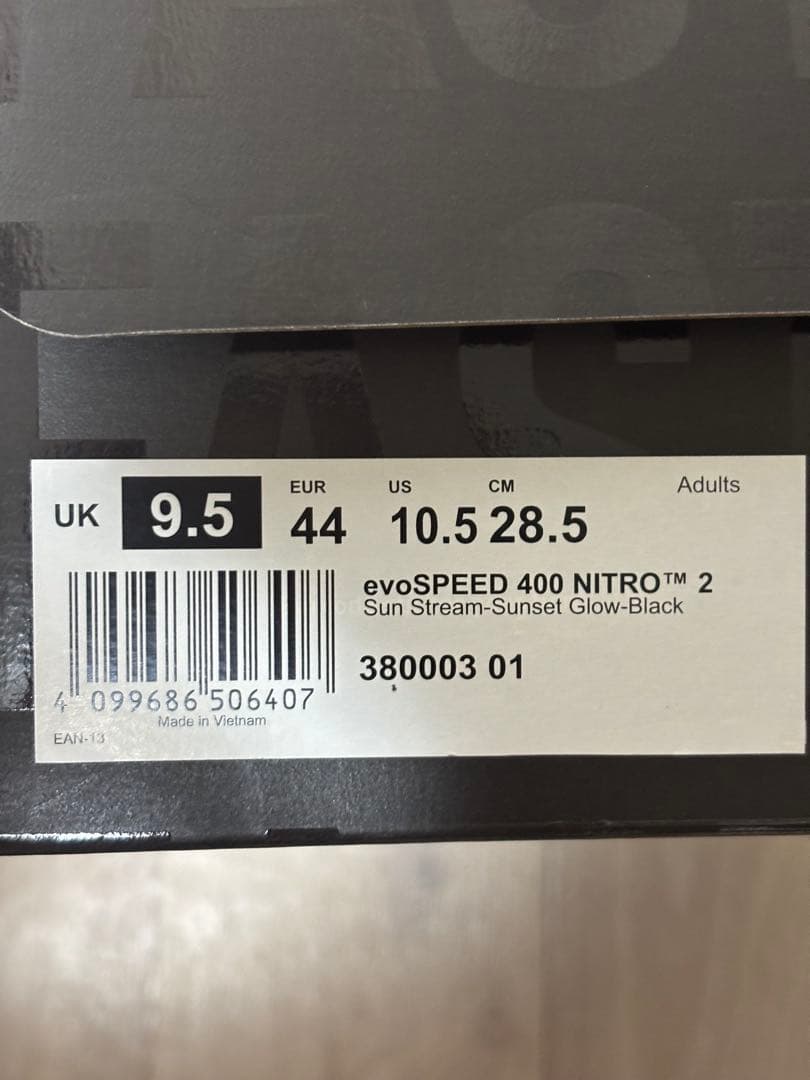 Adults
UK 9.5 EUR 44 US 10.5 CM 28.5
evoSPEED 400 NITRO™ 2
Sun Stream-Sunset Glow-Black
380003 01
4 099686 506407
Made in Vietnam
EAN-13